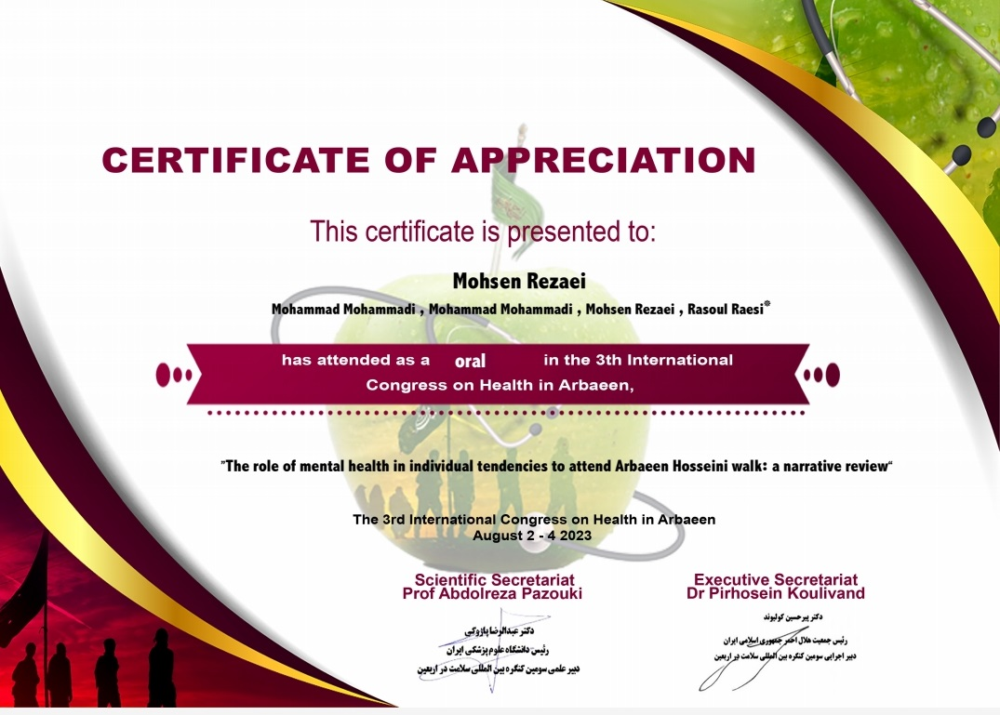 CERTIFICATE OF APPRECIATION
This certificate is presented to:
Mohsen Rezaei
Mohammad Mohammadi , Mohammad Mohammadi , Mohsen Rezaei , Rasoul Raesi*
has attended as a oral in the 3th International
Congress on Health in Arbaeen,
"The role of mental health in individual tendencies to attend Arbaeen Hosseini walk: a narrative review"
The 3rd International Congress on Health in Arbaeen
August 2 - 4 2023
Scientific Secretariat
Prof Abdolreza Pazouki
دکتر عبدالرضا پازوکی
رئیس دانشگاه علوم پزشکی ایران
دبیر علمی سومین کنگره بین المللی سلامت در اربعین
Executive Secretariat
Dr Pirhosein Koulivand
دکتر پیرحسین کولیوند
رئیس جمعیت هلال احمر جمهوری اسلامی ایران
دبیر اجرایی سومین کنگره بین المللی سلامت در اربعین